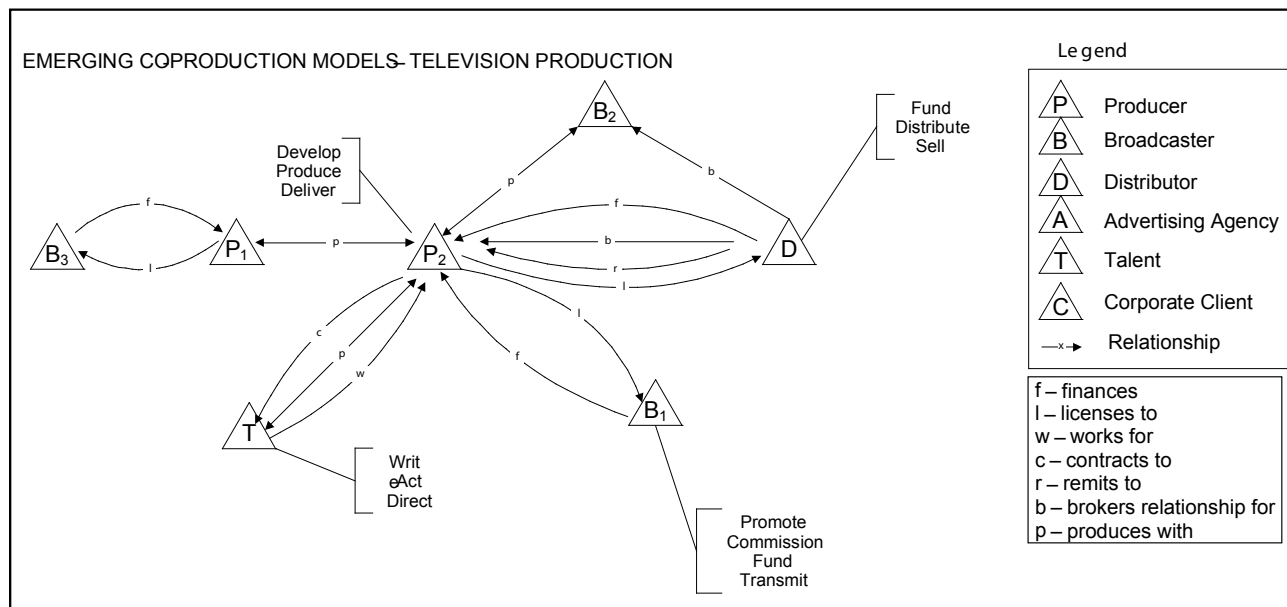 EMERGING COPRODUCTION MODELS– TELEVISION PRODUCTION
B2
Fund
Distribute
Sell
Develop
Produce
Deliver
p
b
f
f
B3
P1
p
P2
b
D
l
r
l
c
p
w
l
f
T
B1
Writ
eAct
Direct
Promote
Commission
Fund
Transmit
Legend
P Producer
B Broadcaster
D Distributor
A Advertising Agency
T Talent
C Corporate Client
x Relationship
f – finances
l – licenses to
w – works for
c – contracts to
r – remits to
b – brokers relationship for
p – produces with